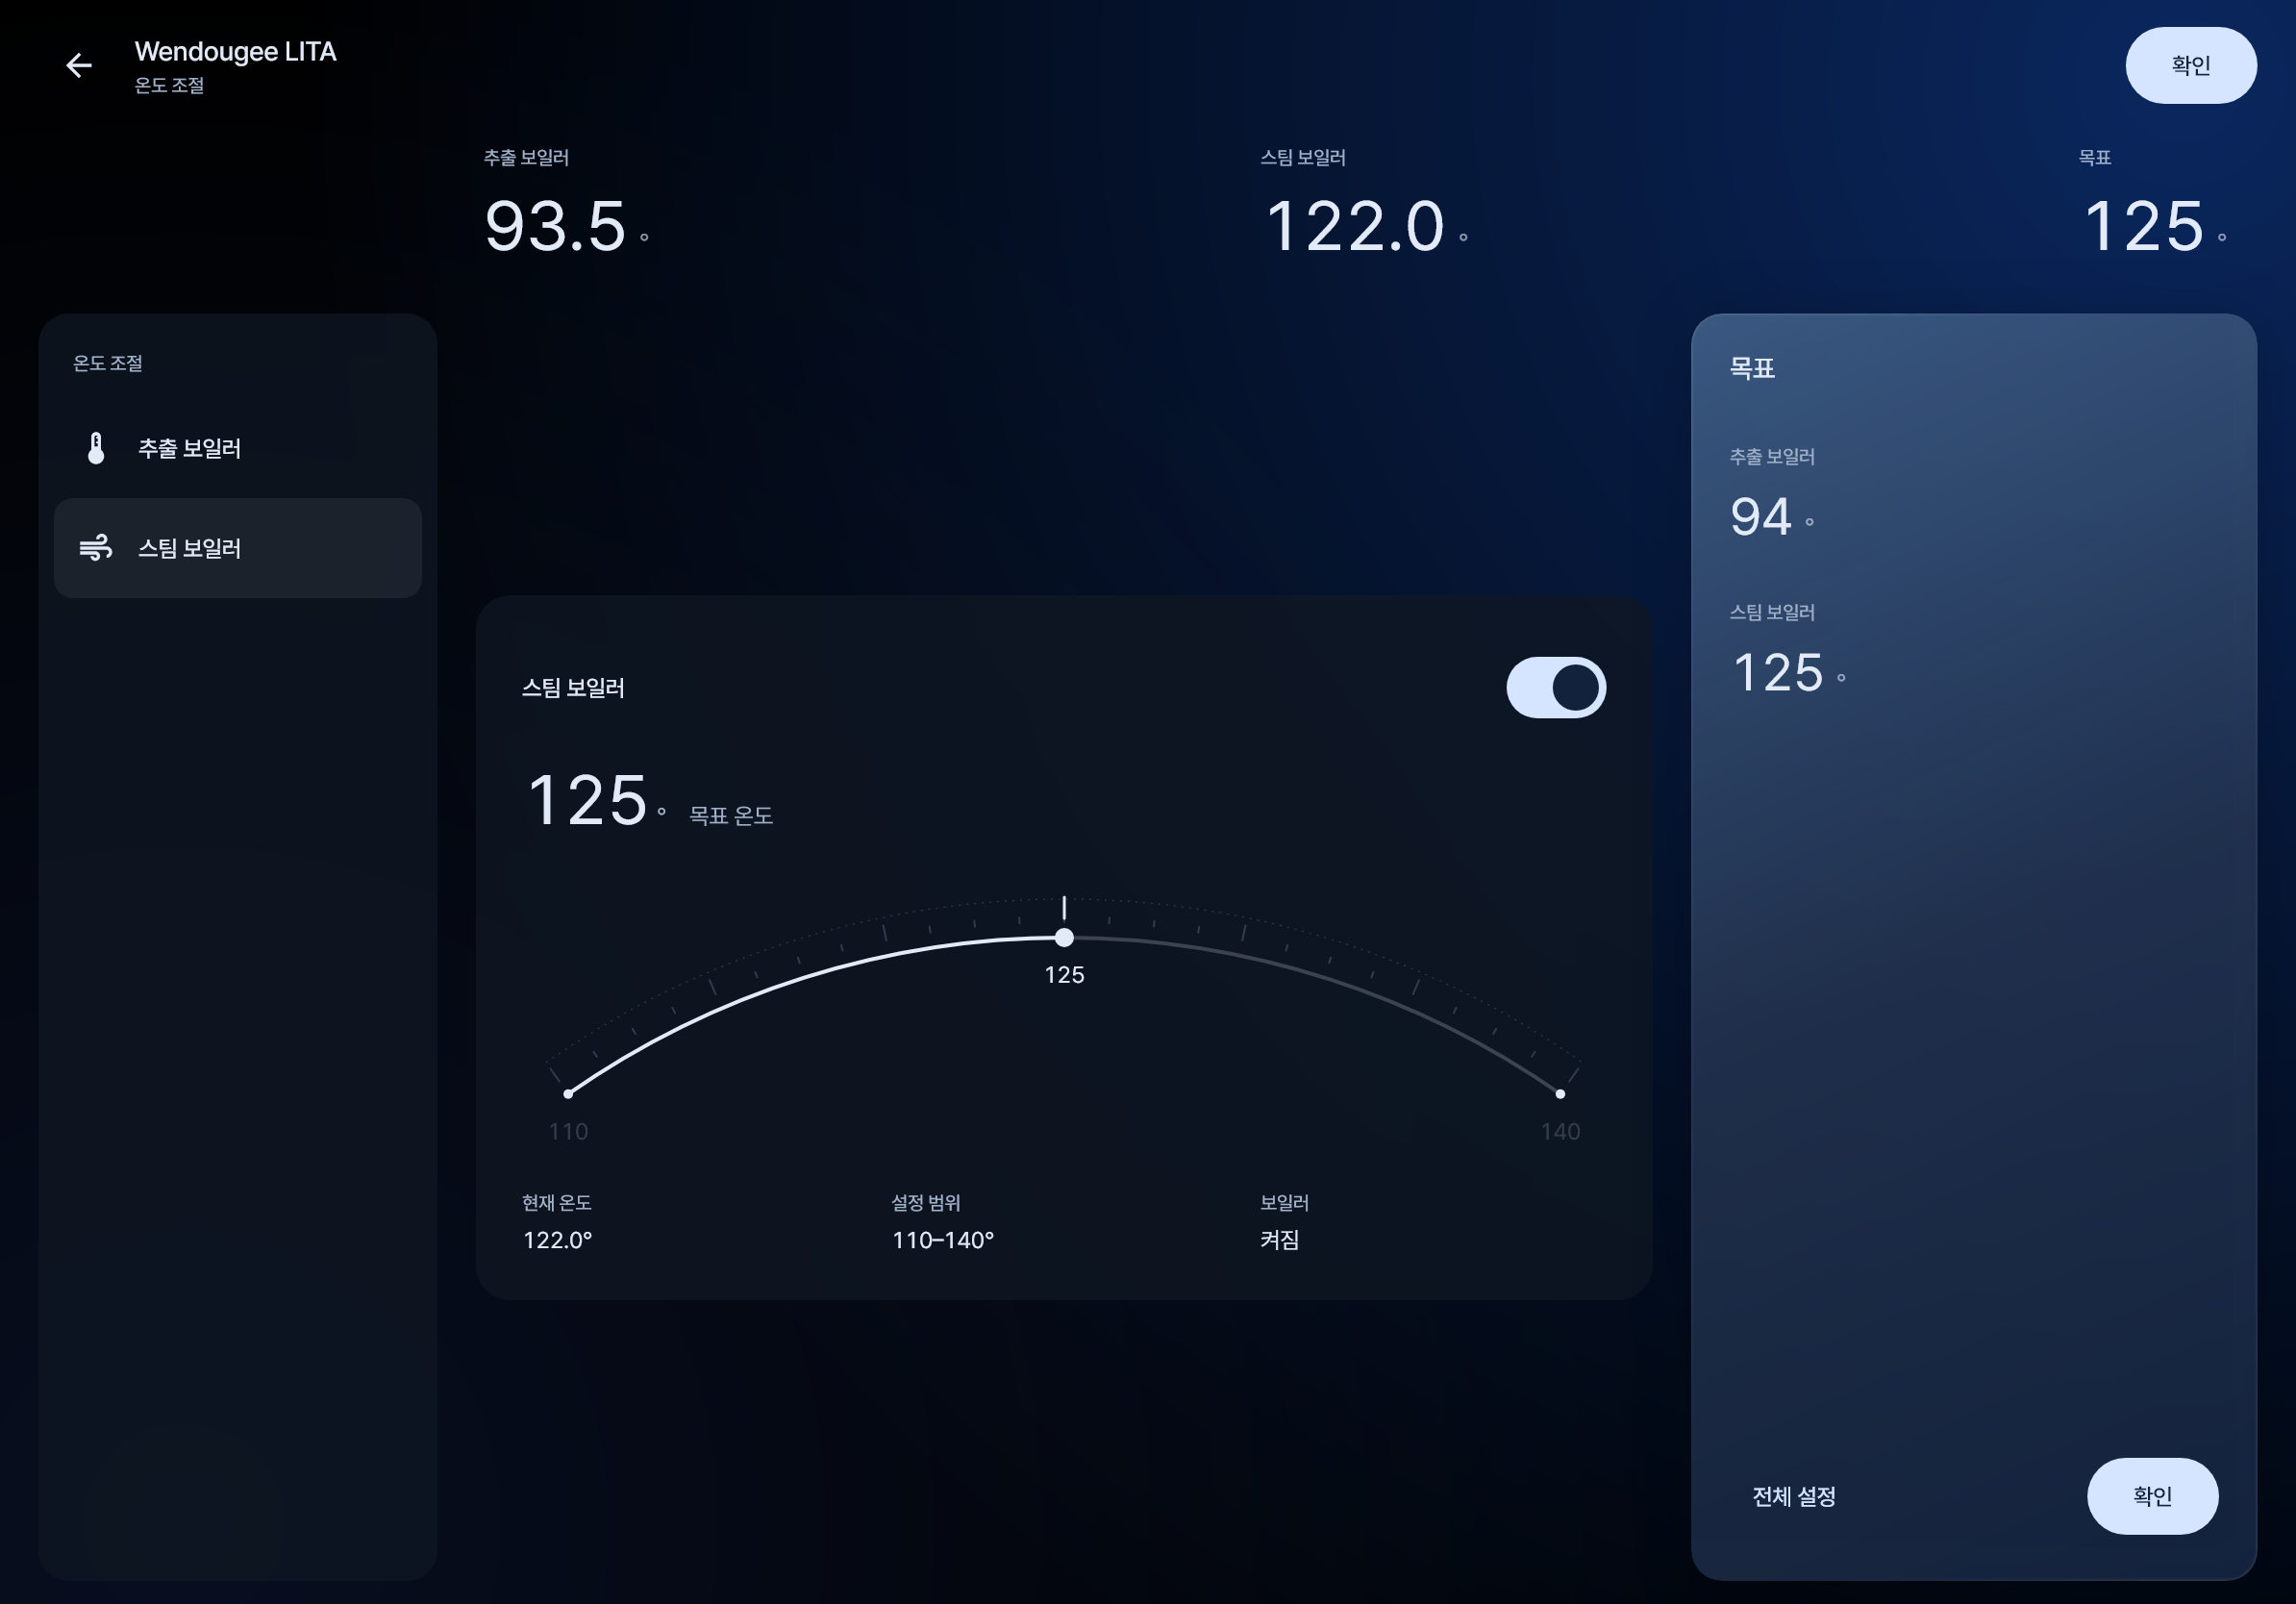 Wendougee LITA
온도 조절
확인
추출 보일러
93.5°
스팀 보일러
122.0°
목표
125°
온도 조절
추출 보일러
스팀 보일러
스팀 보일러
125° 목표 온도
125
110
140
현재 온도
122.0°
설정 범위
110–140°
보일러
켜짐
목표
추출 보일러
94°
스팀 보일러
125°
전체 설정
확인